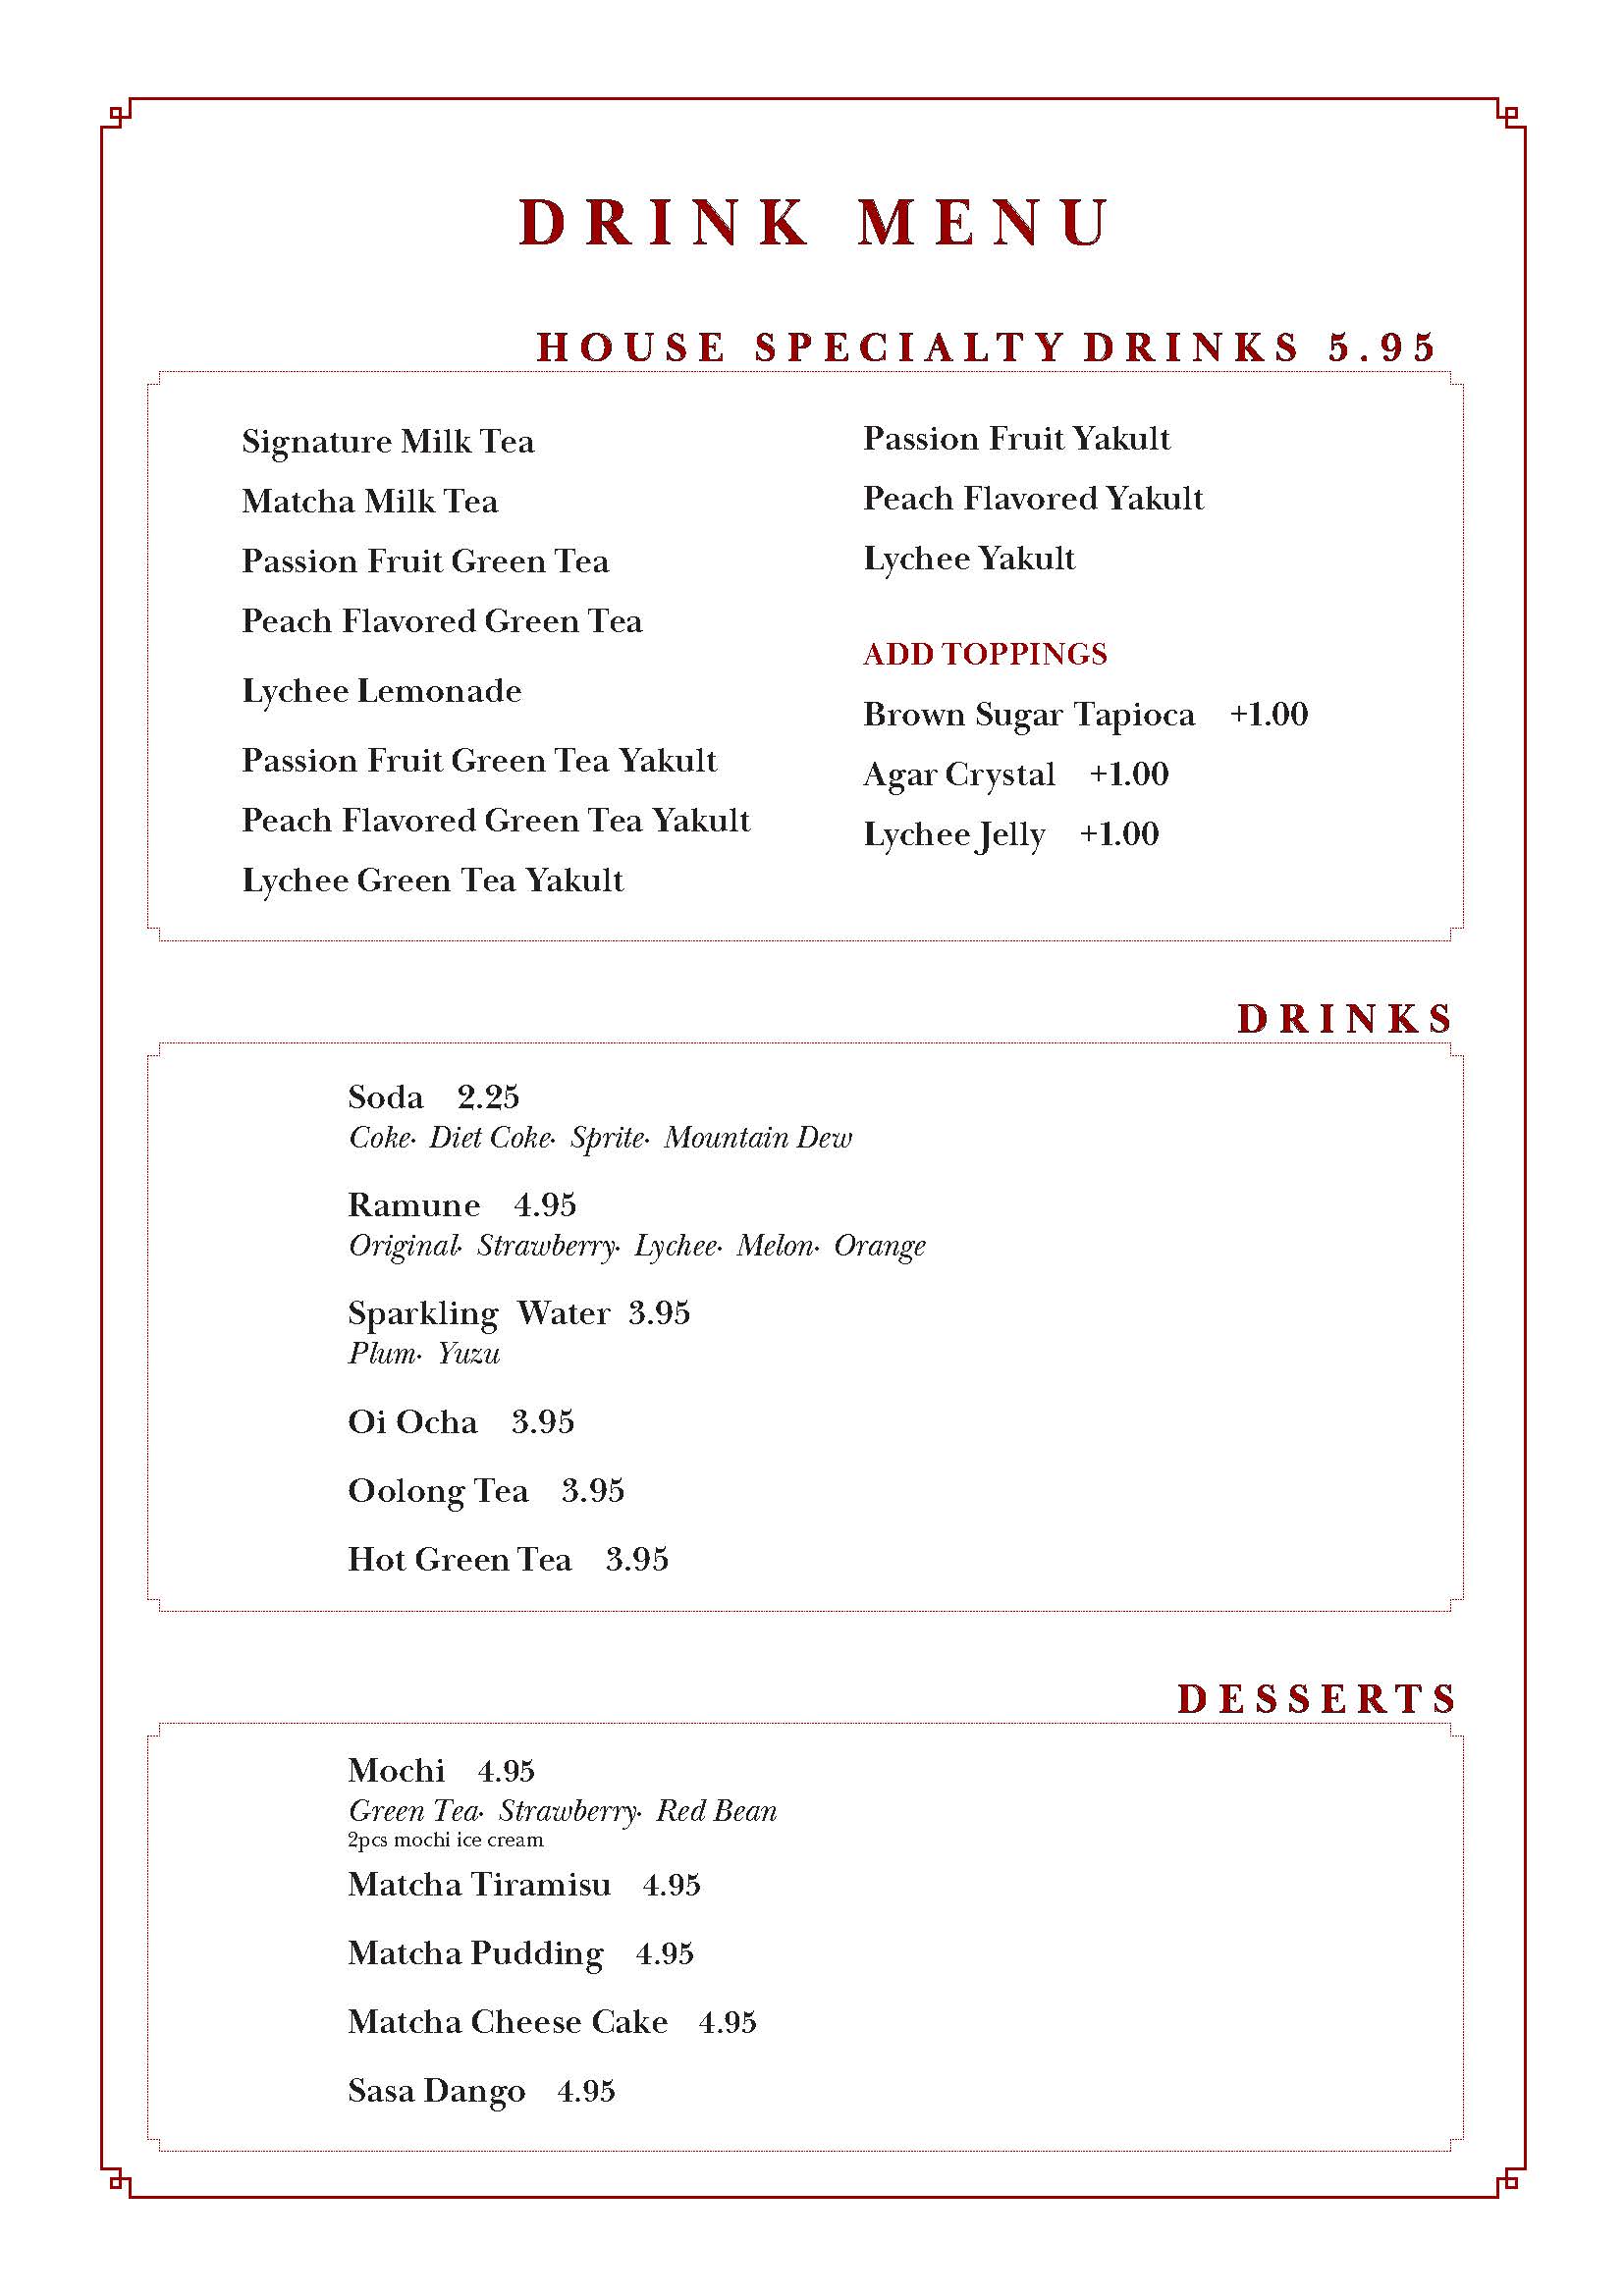 DRINK MENU
HOUSE SPECIALTY DRINKS 5.95
Signature Milk Tea
Matcha Milk Tea
Passion Fruit Green Tea
Peach Flavored Green Tea
Lychee Lemonade
Passion Fruit Green Tea Yakult
Peach Flavored Green Tea Yakult
Lychee Green Tea Yakult
Passion Fruit Yakult
Peach Flavored Yakult
Lychee Yakult
ADD TOPPINGS
Brown Sugar Tapioca +1.00
Agar Crystal +1.00
Lychee Jelly +1.00
DRINKS
Soda 2.25
Coke· Diet Coke· Sprite· Mountain Dew
Ramune 4.95
Original· Strawberry· Lychee· Melon· Orange
Sparkling Water 3.95
Plum· Yuzu
Oi Ocha 3.95
Oolong Tea 3.95
Hot Green Tea 3.95
DESSERTS
Mochi 4.95
Green Tea· Strawberry· Red Bean
2pcs mochi ice cream
Matcha Tiramisu 4.95
Matcha Pudding 4.95
Matcha Cheese Cake 4.95
Sasa Dango 4.95